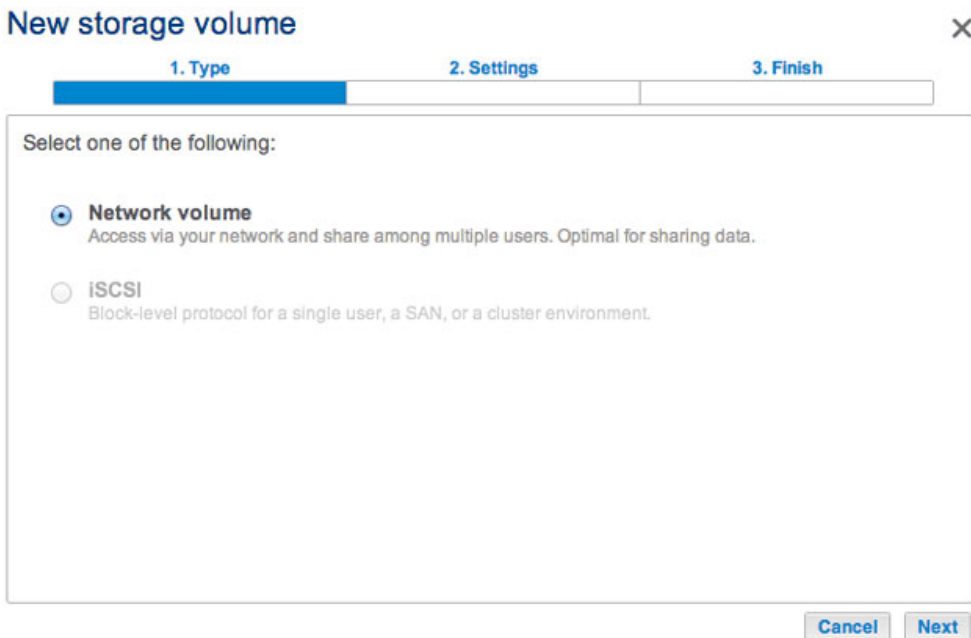 New storage volume
1. Type 2. Settings 3. Finish
Select one of the following:
Network volume
Access via your network and share among multiple users. Optimal for sharing data.
iSCSI
Block-level protocol for a single user, a SAN, or a cluster environment.
Cancel Next